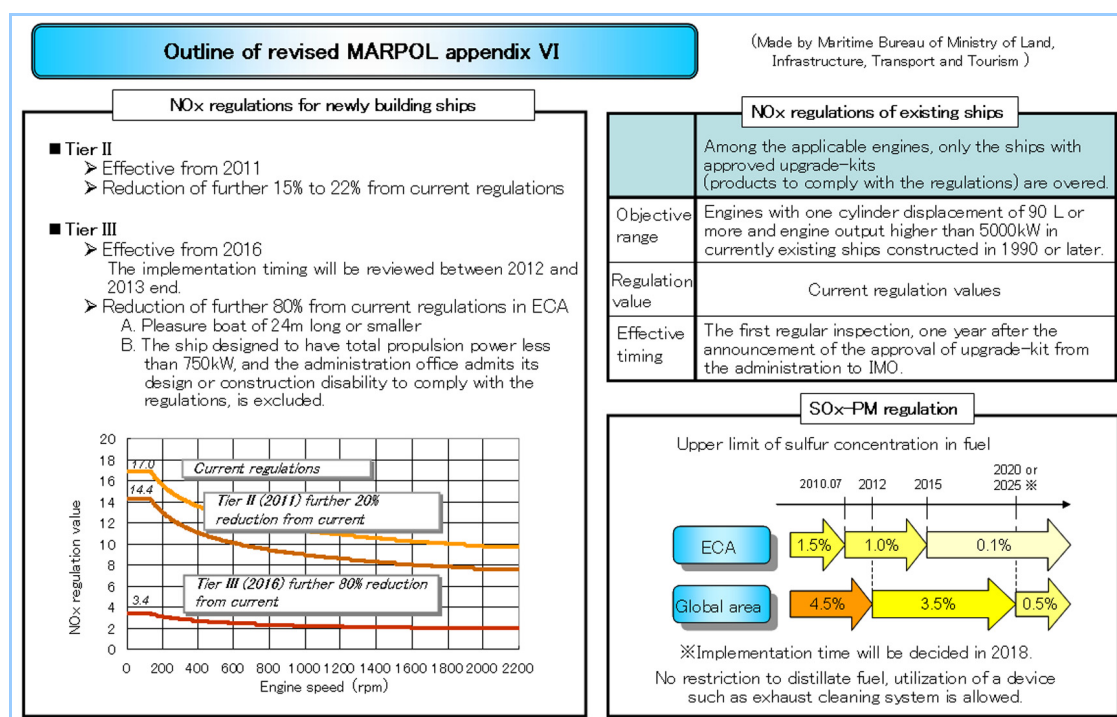 Outline of revised MARPOL appendix VI
(Made by Maritime Bureau of Ministry of Land,
Infrastructure, Transport and Tourism )
NOx regulations for newly building ships
■ Tier II
➢ Effective from 2011
➢ Reduction of further 15% to 22% from current regulations
■ Tier III
➢ Effective from 2016
The implementation timing will be reviewed between 2012 and
2013 end.
➢ Reduction of further 80% from current regulations in ECA
A. Pleasure boat of 24m long or smaller
B. The ship designed to have total propulsion power less
than 750kW, and the administration office admits its
design or construction disability to comply with the
regulations, is excluded.
NOx regulation value
20
18
16
14
12
10
8
6
4
2
0
17.0
14.4
3.4
Current regulations
Tier II (2011) further 20%
reduction from current
Tier III (2016) further 80% reduction
from current
0 200 400 600 800 1000 1200 1400 1600 1800 2000 2200
Engine speed (rpm)
NOx regulations of existing ships
Among the applicable engines, only the ships with
approved upgrade-kits
(products to comply with the regulations) are overed.
Objective
range
Engines with one cylinder displacement of 90 L or
more and engine output higher than 5000kW in
currently existing ships constructed in 1990 or later.
Regulation
value
Current regulation values
Effective
timing
The first regular inspection, one year after the
announcement of the approval of upgrade-kit from
the administration to IMO.
SOx-PM regulation
Upper limit of sulfur concentration in fuel
2010.07 2012 2015 2020 or
2025 ※
ECA 1.5% 1.0% 0.1%
Global area 4.5% 3.5% 0.5%
※Implementation time will be decided in 2018.
No restriction to distillate fuel, utilization of a device
such as exhaust cleaning system is allowed.